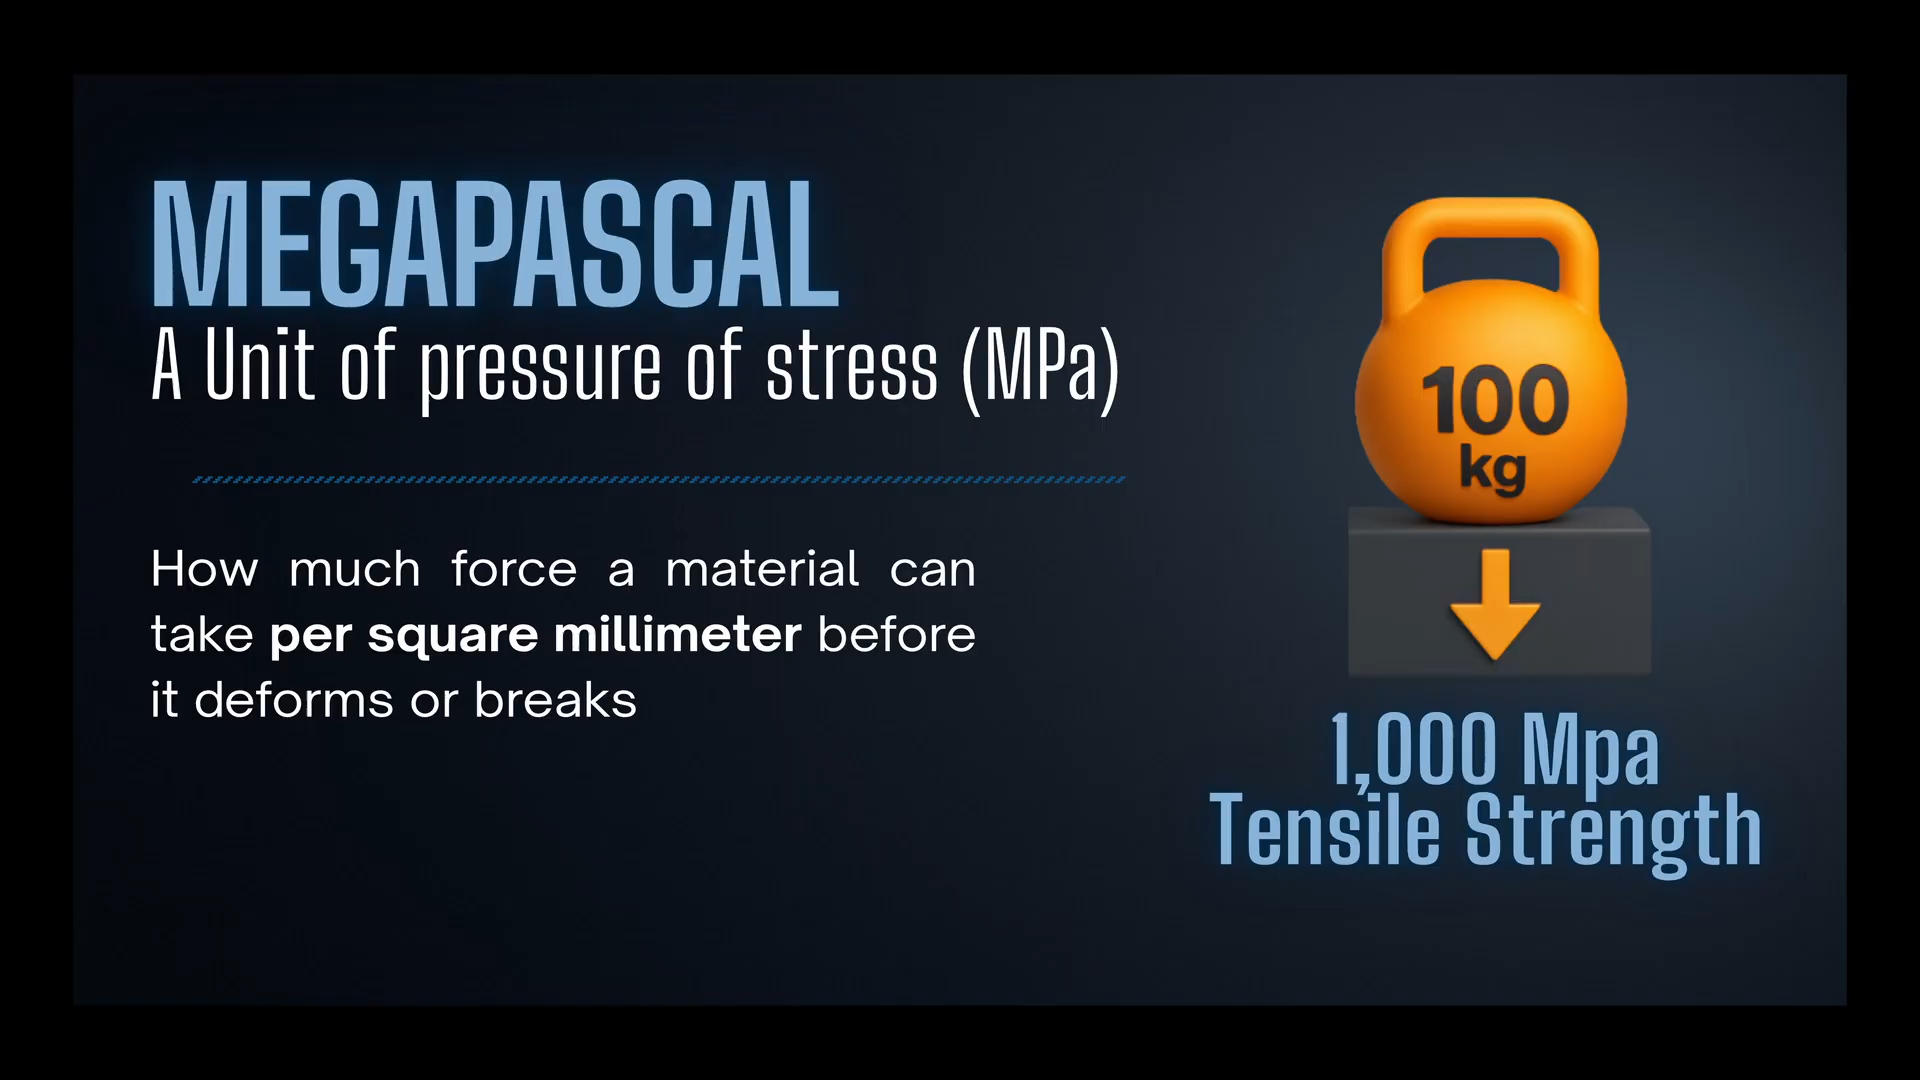 MEGAPASCAL
A Unit of pressure of stress (MPa)
How much force a material can
take per square millimeter before
it deforms or breaks
100
kg
1,000 Mpa
Tensile Strength